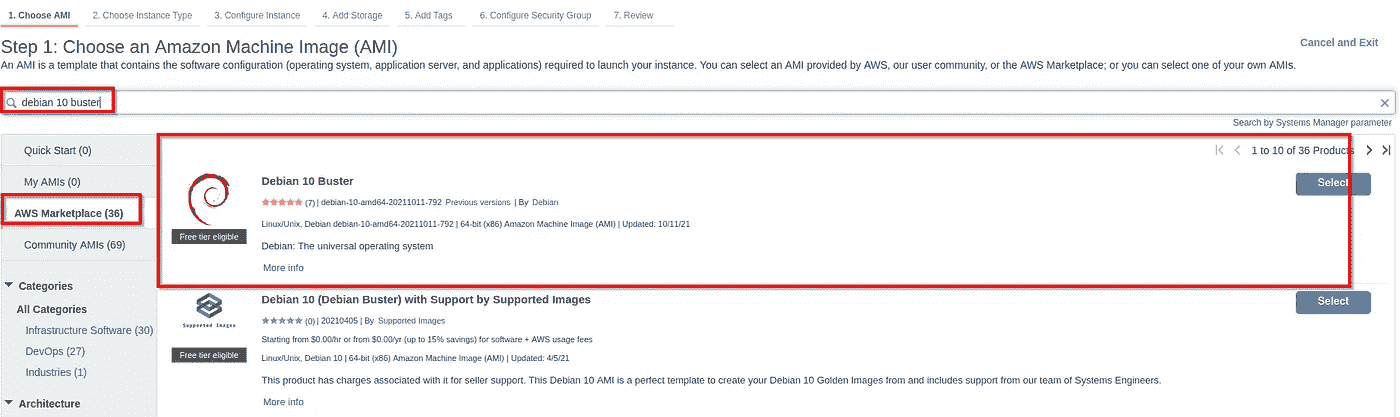 1. Choose AMI 2. Choose Instance Type 3. Configure Instance 4. Add Storage 5. Add Tags 6. Configure Security Group 7. Review
Step 1: Choose an Amazon Machine Image (AMI)
Cancel and Exit
An AMI is a template that contains the software configuration (operating system, application server, and applications) required to launch your instance. You can select an AMI provided by AWS, our user community, or the AWS Marketplace; or you can select one of your own AMIs.
debian 10 buster
Search by Systems Manager parameter
Quick Start (0)
My AMIs (0)
AWS Marketplace (36)
Community AMIs (69)
Categories
All Categories
Infrastructure Software (30)
DevOps (27)
Industries (1)
Architecture
1 to 10 of 36 Products
Debian 10 Buster
Select
(7) | debian-10-amd64-20211011-792 Previous versions | By Debian
Linux/Unix, Debian debian-10-amd64-20211011-792 | 64-bit (x86) Amazon Machine Image (AMI) | Updated: 10/11/21
Free tier eligible
Debian: The universal operating system
More info
Debian 10 (Debian Buster) with Support by Supported Images
Select
Supported Images
(0) | 20210405 | By Supported Images
Starting from $0.00/hr or from $0.00/yr (up to 15% savings) for software + AWS usage fees
Free tier eligible
Linux/Unix, Debian 10 | 64-bit (x86) Amazon Machine Image (AMI) | Updated: 4/5/21
This product has charges associated with it for seller support. This Debian 10 AMI is a perfect template to create your Debian 10 Golden Images from and includes support from our team of Systems Engineers.
More info